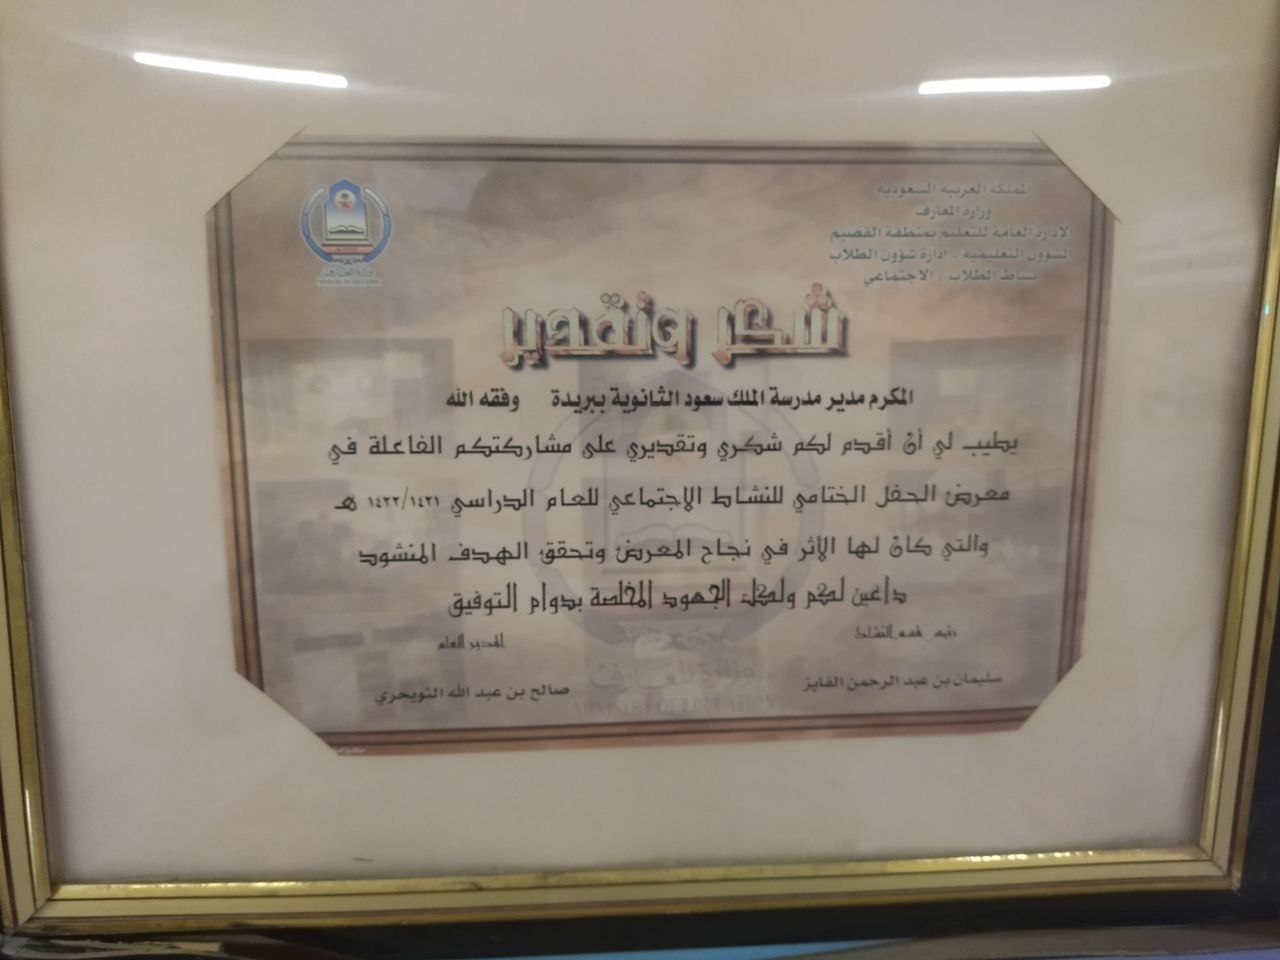 المملكة العربية السعودية
وزارة المعارف
الادارة العامة للتعليم بمنطقة القصيم
الشؤون التعليمية - ادارة شؤون الطلاب
نشاط الطلاب / الاجتماعي
وزارة المعارف
MINISTRY OF EDUCATION
شكر وتقدير
المكرم مدير مدرسة الملك سعود الثانوية ببريدة وفقه الله
يطيب لي أن أقدم لكم شكري وتقديري على مشاركتكم الفاعلة في
معرض الحفل الختامي للنشاط الاجتماعي للعام الدراسي ١٤٢٢/١٤٢١ هـ
والتي كان لها الأثر في نجاح المعرض وتحقق الهدف المنشود
داعين لكم ولكل الجهود المخلصة بدوام التوفيق
رئيس قسم النشاط
المدير العام
سليمان بن عبد الرحمن الفايز
صالح بن عبد الله التويجري
وزارة المعارف
MINISTRY OF EDUCATION